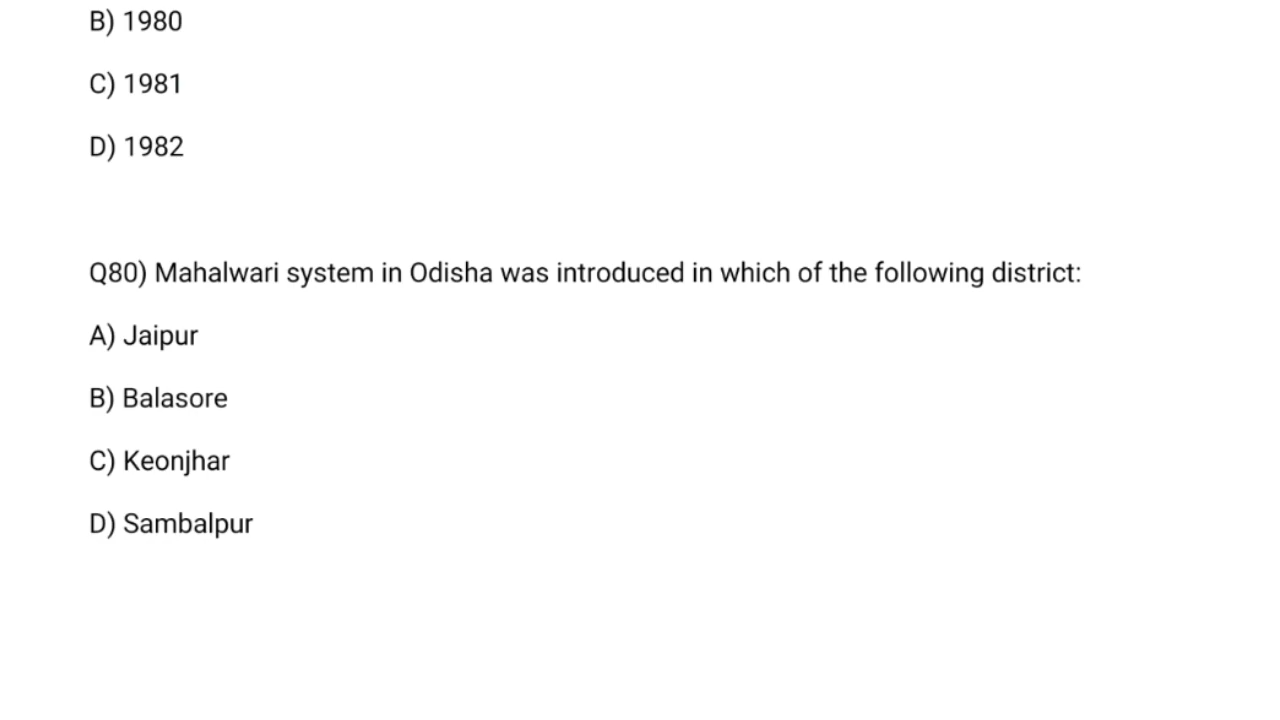 B) 1980
C) 1981
D) 1982
Q80) Mahalwari system in Odisha was introduced in which of the following district:
A) Jaipur
B) Balasore
C) Keonjhar
D) Sambalpur